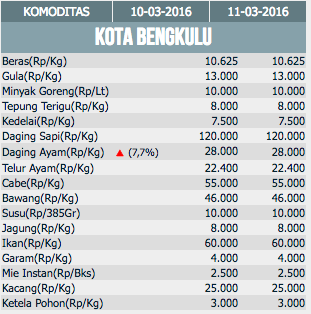 KOMODITAS 10-03-2016 11-03-2016
KOTA BENGKULU
Beras(Rp/Kg) 10.625 10.625
Gula(Rp/Kg) 13.000 13.000
Minyak Goreng(Rp/Lt) 10.000 10.000
Tepung Terigu(Rp/Kg) 8.000 8.000
Kedelai(Rp/Kg) 7.500 7.500
Daging Sapi(Rp/Kg) 120.000 120.000
Daging Ayam(Rp/Kg) ▲ (7,7%) 28.000 28.000
Telur Ayam(Rp/Kg) 22.400 22.400
Cabe(Rp/Kg) 55.000 55.000
Bawang(Rp/Kg) 46.000 46.000
Susu(Rp/385Gr) 10.000 10.000
Jagung(Rp/Kg) 8.000 8.000
Ikan(Rp/Kg) 60.000 60.000
Garam(Rp/Kg) 4.000 4.000
Mie Instan(Rp/Bks) 2.500 2.500
Kacang(Rp/Kg) 25.000 25.000
Ketela Pohon(Rp/Kg) 3.000 3.000